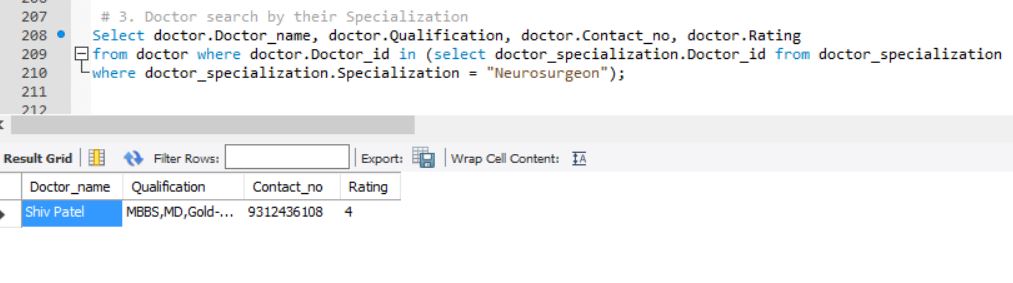 206
207 # 3. Doctor search by their Specialization
208 Select doctor.Doctor_name, doctor.Qualification, doctor.Contact_no, doctor.Rating
209 from doctor where doctor.Doctor_id in (select doctor_specialization.Doctor_id from doctor_specialization
210 where doctor_specialization.Specialization = "Neurosurgeon");
211
212
Result Grid Filter Rows: Export: Wrap Cell Content: IA
Doctor_name Qualification Contact_no Rating
Shiv Patel MBBS,MD,Gold-... 9312436108 4